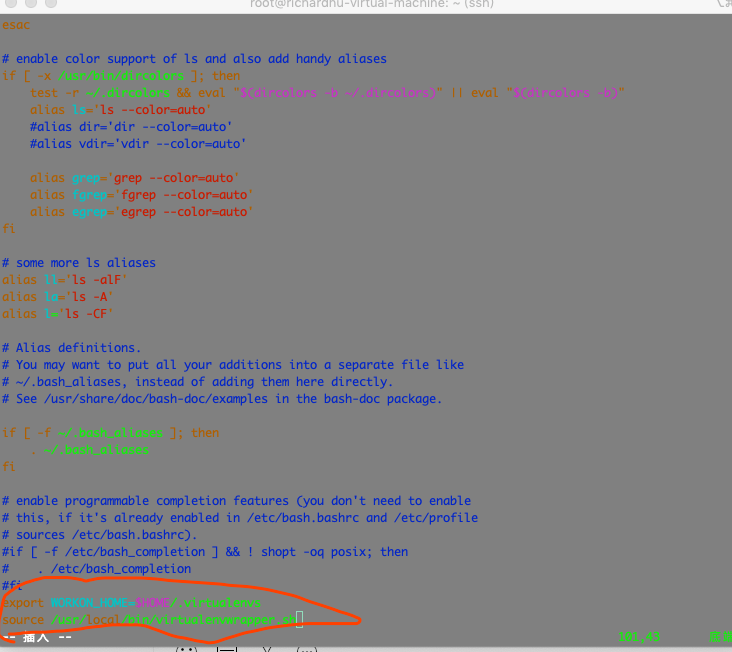 root@richardhu-virtual-machine: ~ (ssh)
esac
# enable color support of ls and also add handy aliases
if [ -x /usr/bin/dircolors ]; then
test -r ~/.dircolors && eval "$(dircolors -b ~/.dircolors)" || eval "$(dircolors -b)"
alias ls='ls --color=auto'
#alias dir='dir --color=auto'
#alias vdir='vdir --color=auto'
alias grep='grep --color=auto'
alias fgrep='fgrep --color=auto'
alias egrep='egrep --color=auto'
fi
# some more ls aliases
alias ll='ls -alF'
alias la='ls -A'
alias l='ls -CF'
# Alias definitions.
# You may want to put all your additions into a separate file like
# ~/.bash_aliases, instead of adding them here directly.
# See /usr/share/doc/bash-doc/examples in the bash-doc package.
if [ -f ~/.bash_aliases ]; then
. ~/.bash_aliases
fi
# enable programmable completion features (you don't need to enable
# this, if it's already enabled in /etc/bash.bashrc and /etc/profile
# sources /etc/bash.bashrc).
#if [ -f /etc/bash_completion ] && ! shopt -oq posix; then
#    . /etc/bash_completion
#fi
export WORKON_HOME=$HOME/.virtualenvs
source /usr/local/bin/virtualenvwrapper.sh
-- 插入 -- 101,43 底端